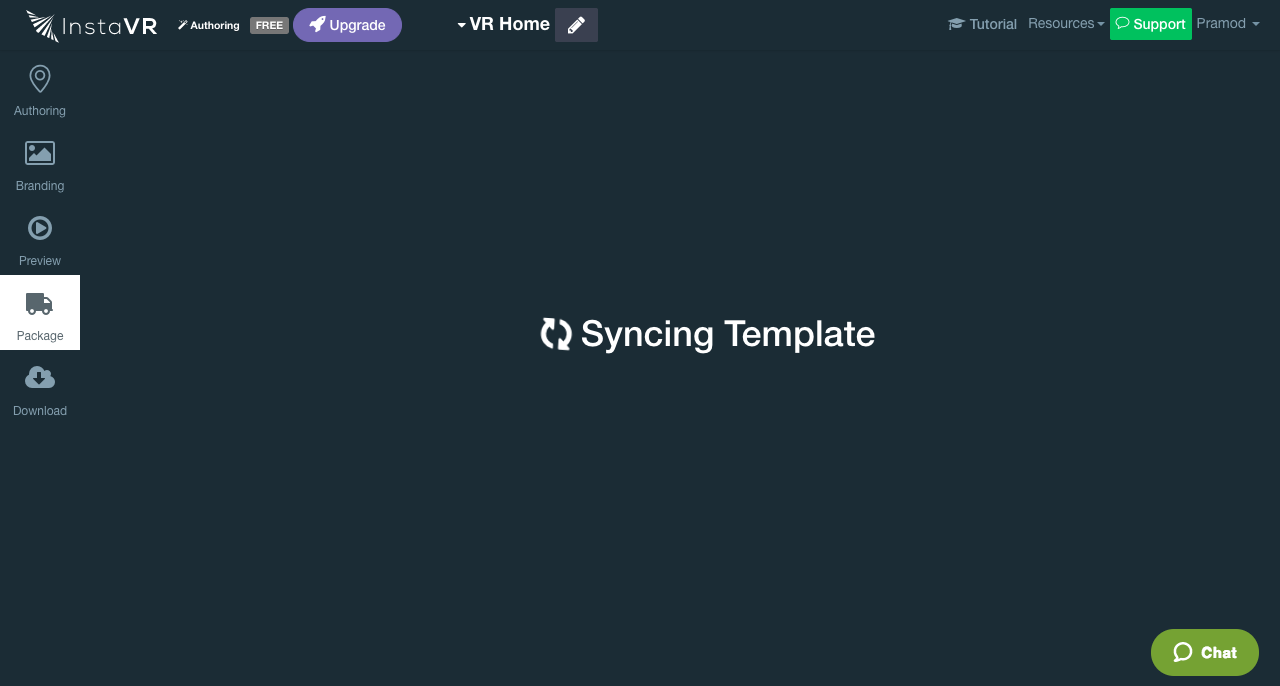 InstaVR Authoring FREE Upgrade VR Home Tutorial Resources Support Pramod
Authoring
Branding
Preview
Package
Download
Syncing Template
Chat